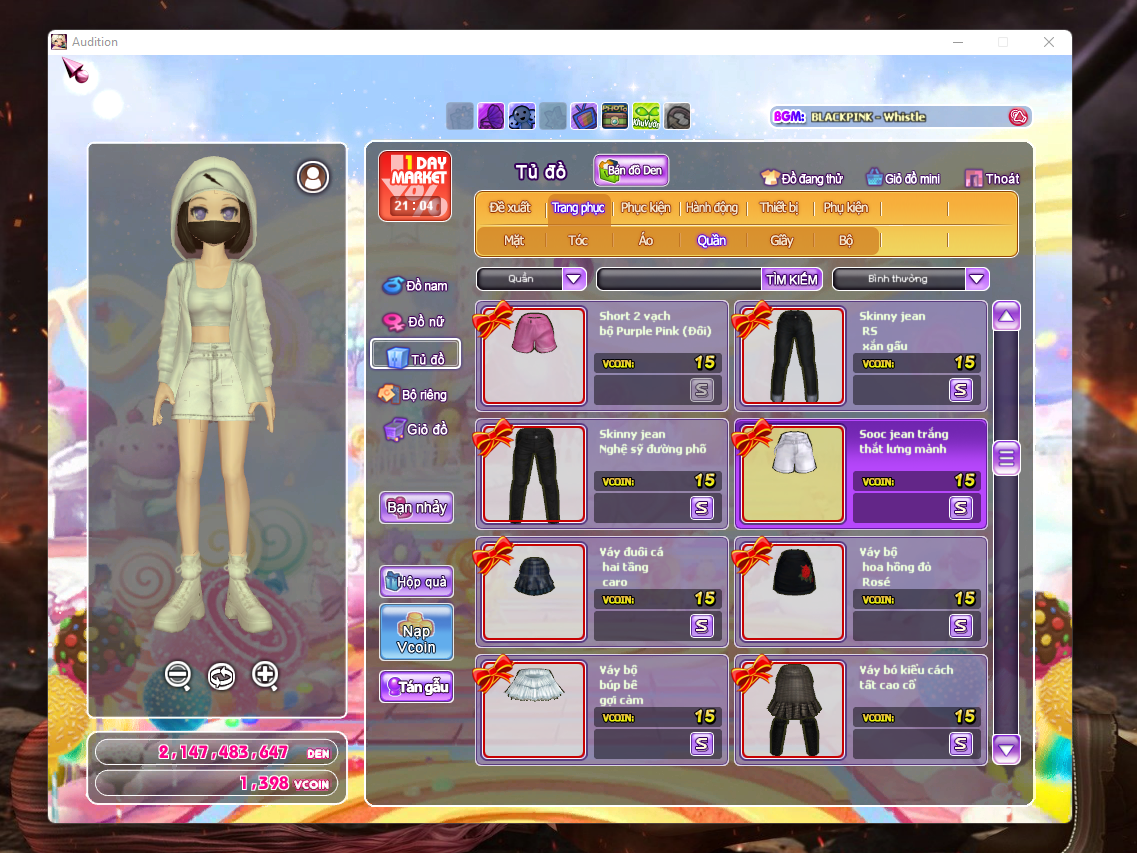 Audition
PHOTO
KhuVườn
BGM: BLACKPINK - Whistle
1 DAY
MARKET
21:04
Tủ đồ
Bán đồ Den
Đồ đang thử
Giỏ đồ mini
Thoát
Đề xuất
Trang phục
Phục kiện
Hành động
Thiết bị
Phụ kiện
Mặt
Tóc
Áo
Quần
Giầy
Bộ
Quần
TÌM KIẾM
Bình thường
Đồ nam
Đồ nữ
Tủ đồ
Bộ riêng
Giỏ đồ
Bạn nhảy
Hộp quà
Nạp
Vcoin
Tán gẫu
Short 2 vạch
bộ Purple Pink (Đôi)
VCOIN: 15
S
Skinny jean
RS
xắn gấu
VCOIN: 15
S
Skinny jean
Nghệ sỹ đường phố
VCOIN: 15
S
Sooc jean trắng
thắt lưng mảnh
VCOIN: 15
S
Váy đuôi cá
hai tầng
caro
VCOIN: 15
S
Váy bộ
hoa hồng đỏ
Rosé
VCOIN: 15
S
Váy bộ
búp bê
gợi cảm
VCOIN: 15
S
Váy bó kiểu cách
tất cao cổ
VCOIN: 15
S
2,147,483,647 DEN
1,398 VCOIN